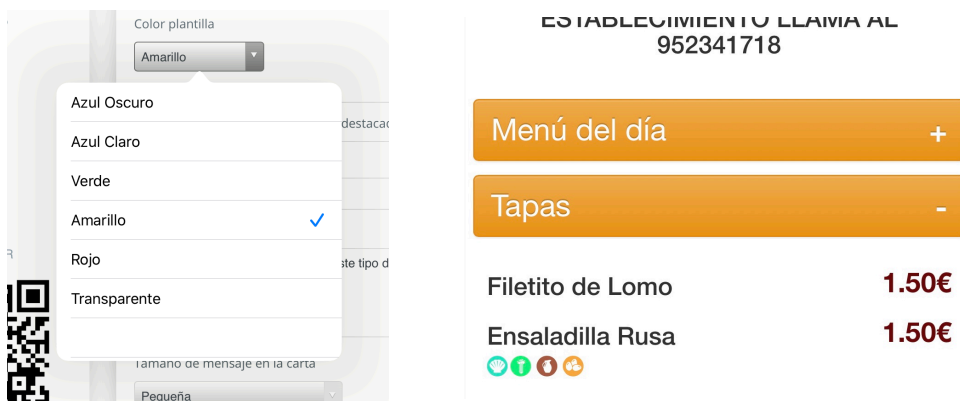 Color plantilla
Amarillo
Azul Oscuro
Azul Claro
Verde
Amarillo
Rojo
Transparente
destacad
R
ste tipo d
Tamaño de mensaje en la carta
Pequeña
ESTABLECIMIENTO LLAMA AL
952341718
Menú del día +
Tapas -
Filetito de Lomo 1.50€
Ensaladilla Rusa 1.50€